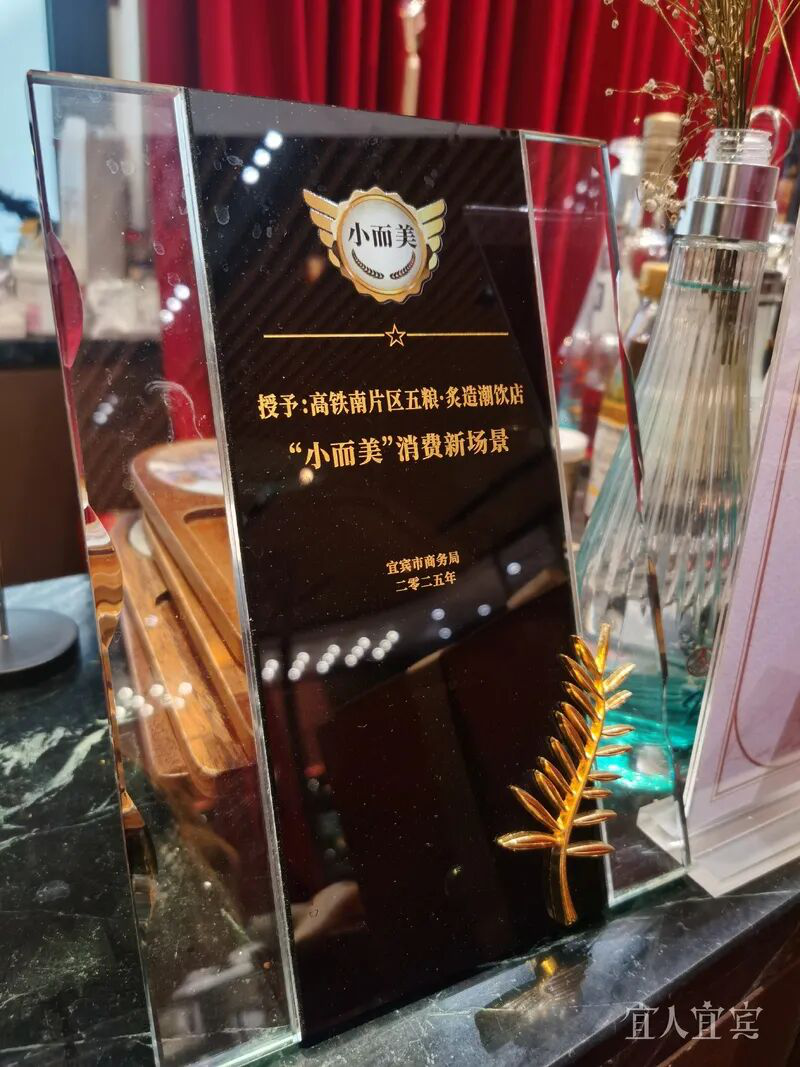 小而美
授予:高铁南片区五粮·炙造潮饮店
“小而美”消费新场景
宜宾市商务局
二零二五年
宜人宜宾